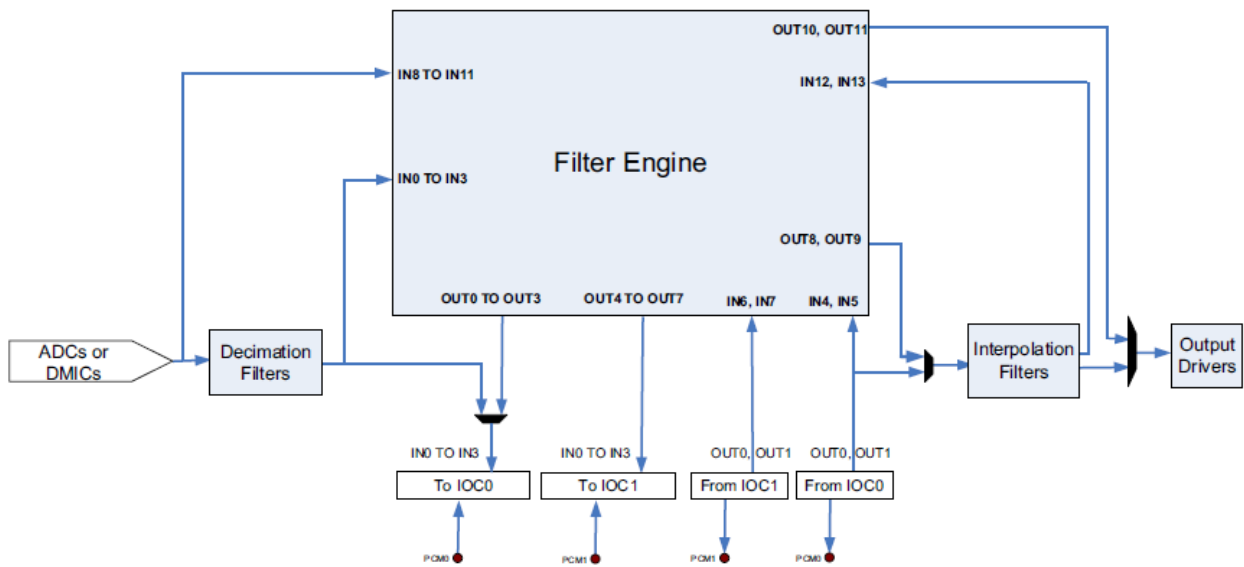 OUT10, OUT11
IN8 TO IN11
IN12, IN13
Filter Engine
IN0 TO IN3
OUT8, OUT9
OUT0 TO OUT3
OUT4 TO OUT7
IN6, IN7
IN4, IN5
ADCs or
DMICs
Decimation
Filters
Interpolation
Filters
Output
Drivers
IN0 TO IN3
IN0 TO IN3
OUT0, OUT1
OUT0, OUT1
To IOC0
To IOC1
From IOC1
From IOC0
PCM0
PCM1
PCM1
PCM0